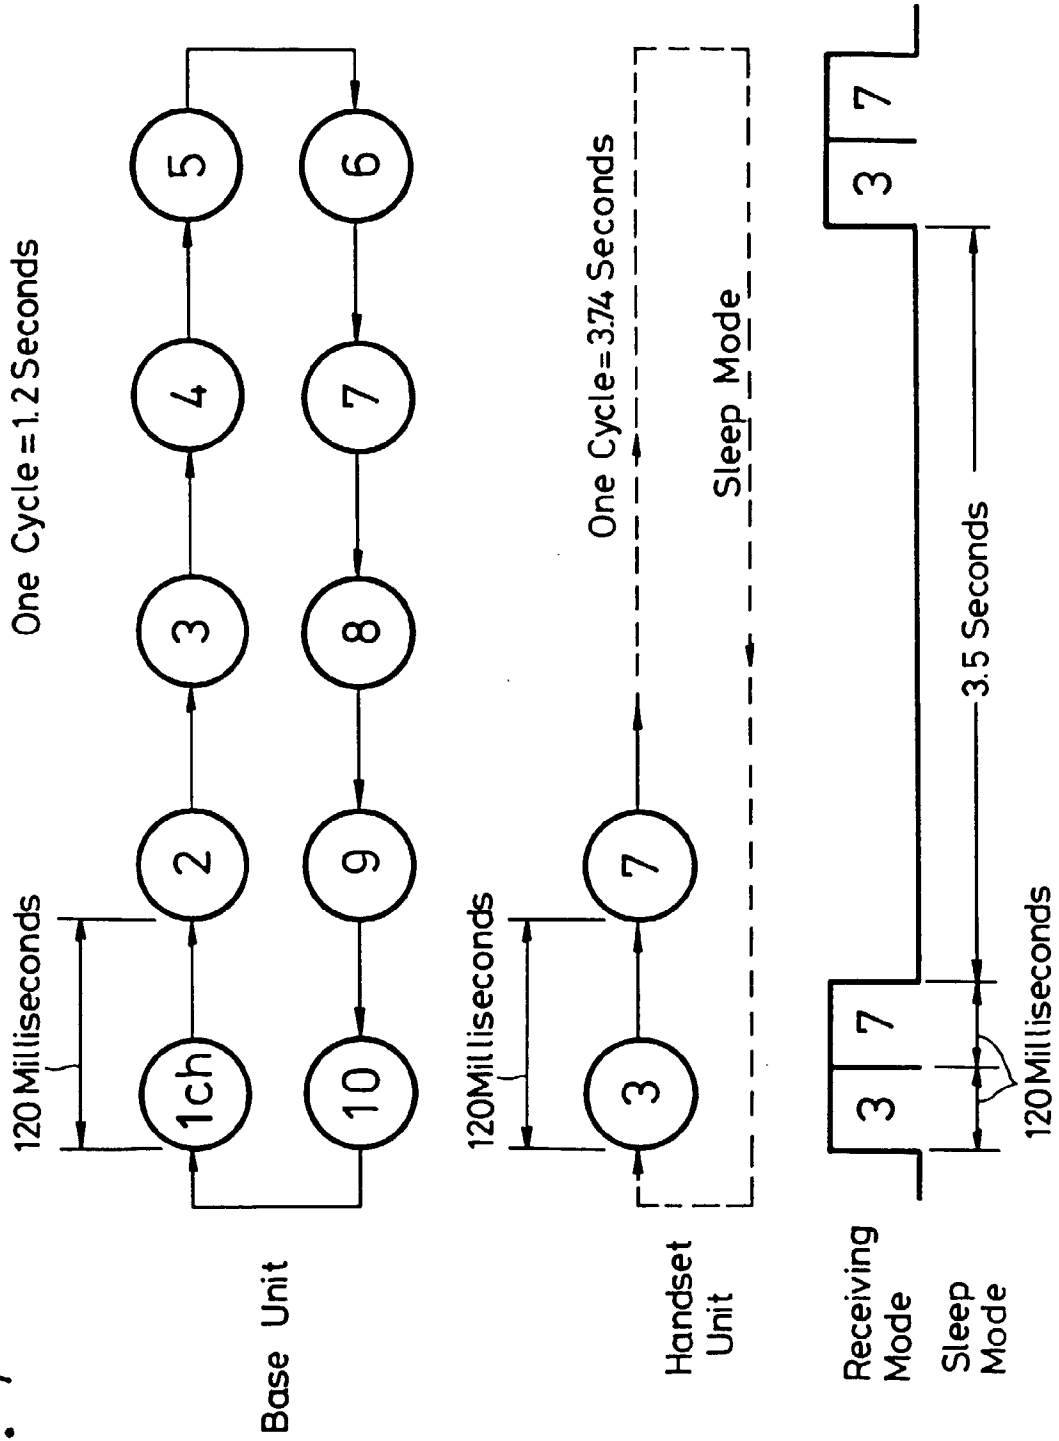 One Cycle = 1.2 Seconds
120 Milliseconds
1ch
2
3
4
5
Base Unit
10
9
8
7
6
One Cycle = 3.74 Seconds
120Milliseconds
3
7
Handset
Unit
Sleep Mode
Receiving
Mode
3
7
3
7
Sleep
Mode
3.5 Seconds
120 Milliseconds